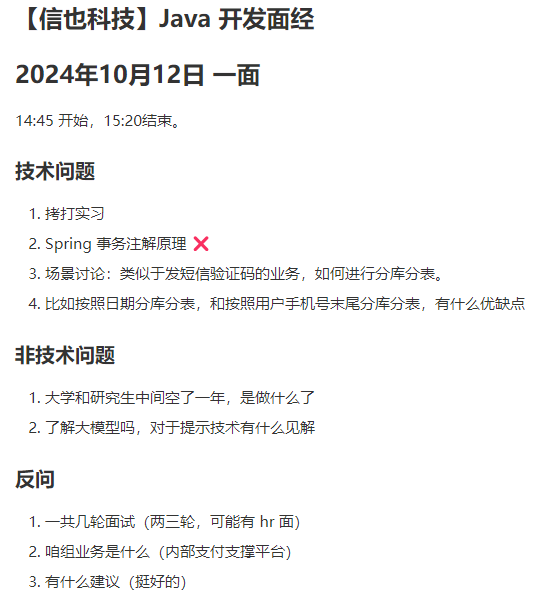 【信也科技】Java 开发面经
2024年10月12日 一面
14:45 开始，15:20结束。
技术问题
1. 拷打实习
2. Spring 事务注解原理 ❌
3. 场景讨论：类似于发短信验证码的业务，如何进行分库分表。
4. 比如按照日期分库分表，和按照用户手机号末尾分库分表，有什么优缺点
非技术问题
1. 大学和研究生中间空了一年，是做什么了
2. 了解大模型吗，对于提示技术有什么见解
反问
1. 一共几轮面试（两三轮，可能有 hr 面）
2. 咱组业务是什么（内部支付支撑平台）
3. 有什么建议（挺好的）